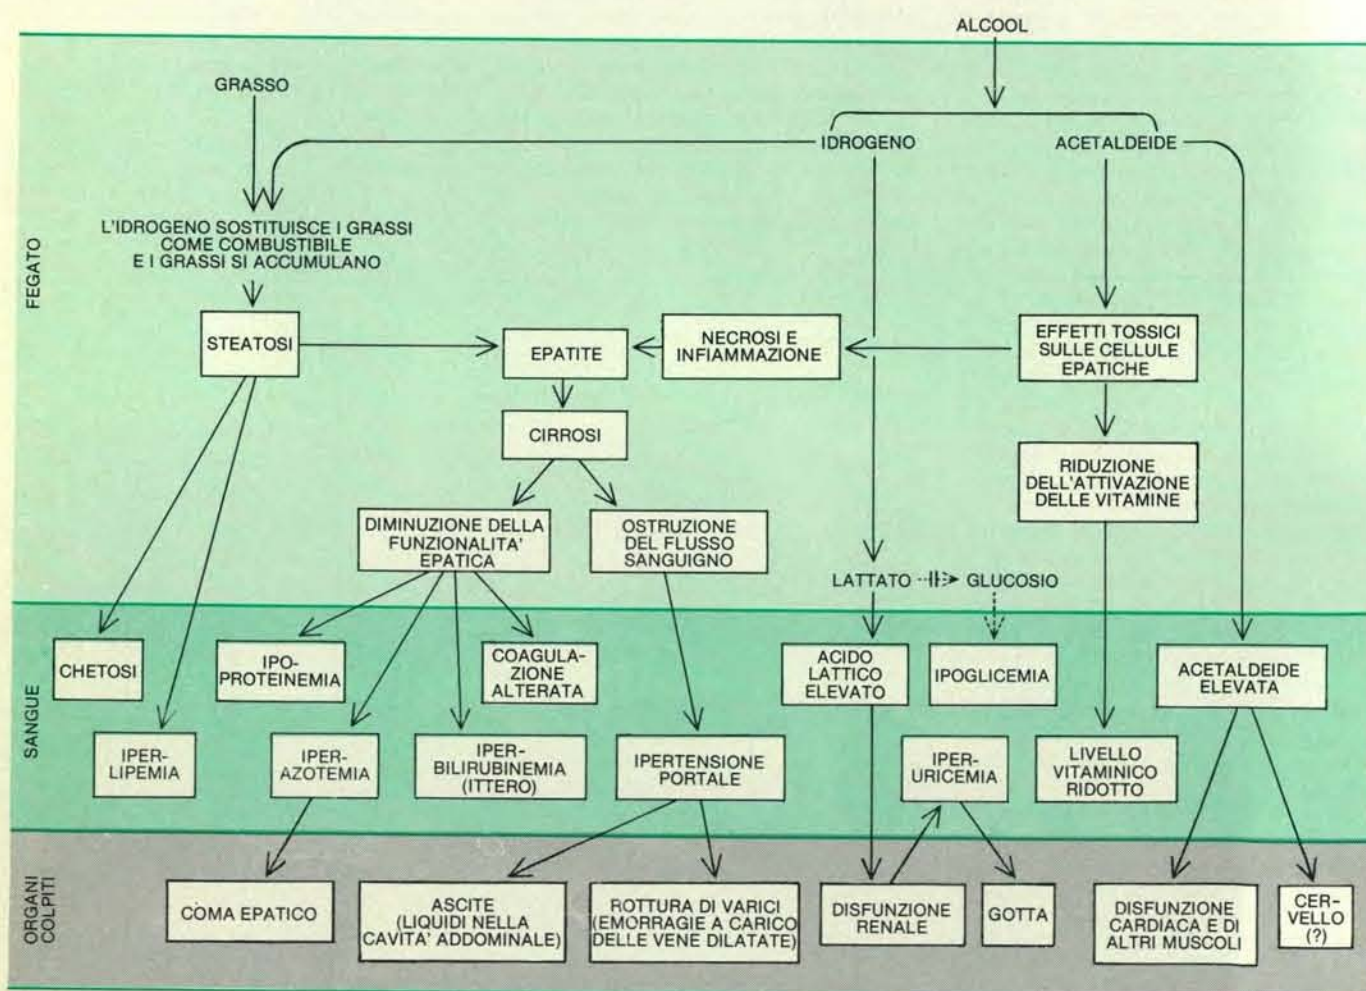 ALCOOL
GRASSO
IDROGENO
ACETALDEIDE
L'IDROGENO SOSTITUISCE I GRASSI
COME COMBUSTIBILE
E I GRASSI SI ACCUMULANO
FEGATO
STEATOSI
EPATITE
NECROSI E
INFIAMMAZIONE
EFFETTI TOSSICI
SULLE CELLULE
EPATICHE
CIRROSI
RIDUZIONE
DELL'ATTIVAZIONE
DELLE VITAMINE
DIMINUZIONE DELLA
FUNZIONALITA'
EPATICA
OSTRUZIONE
DEL FLUSSO
SANGUIGNO
LATTATO
GLUCOSIO
SANGUE
CHETOSI
IPO-
PROTEINEMIA
COAGULA-
ZIONE
ALTERATA
ACIDO
LATTICO
ELEVATO
IPOGLICEMIA
ACETALDEIDE
ELEVATA
IPER-
LIPEMIA
IPER-
AZOTEMIA
IPER-
BILIRUBINEMIA
(ITTERO)
IPERTENSIONE
PORTALE
IPER-
URICEMIA
LIVELLO
VITAMINICO
RIDOTTO
ORGANI
COLPITI
COMA EPATICO
ASCITE
(LIQUIDI NELLA
CAVITA' ADDOMINALE)
ROTTURA DI VARICI
(EMORRAGIE A CARICO
DELLE VENE DILATATE)
DISFUNZIONE
RENALE
GOTTA
DISFUNZIONE
CARDIACA E DI
ALTRI MUSCOLI
CER-
VELLO
(?)